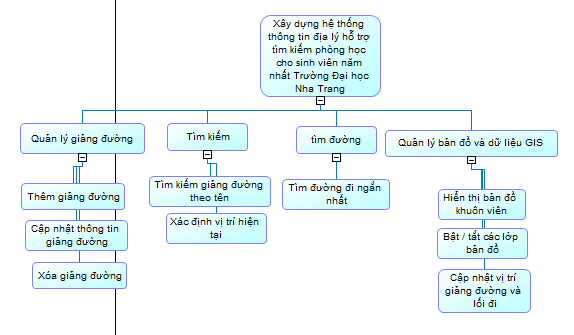 Xây dựng hệ thống
thông tin địa lý hỗ trợ
tìm kiếm phòng học
cho sinh viên năm
nhất Trường Đại học
Nha Trang
Quản lý giảng đường
Tìm kiếm
tìm đường
Quản lý bản đồ và dữ liệu GIS
Thêm giảng đường
Cập nhật thông tin
giảng đường
Xóa giảng đường
Tìm kiếm giảng đường
theo tên
Xác định vị trí hiện
tại
Tìm đường đi ngắn
nhất
Hiển thị bản đồ
khuôn viên
Bật / tắt các lớp
bản đồ
Cập nhật vị trí
giảng đường và
lối đi